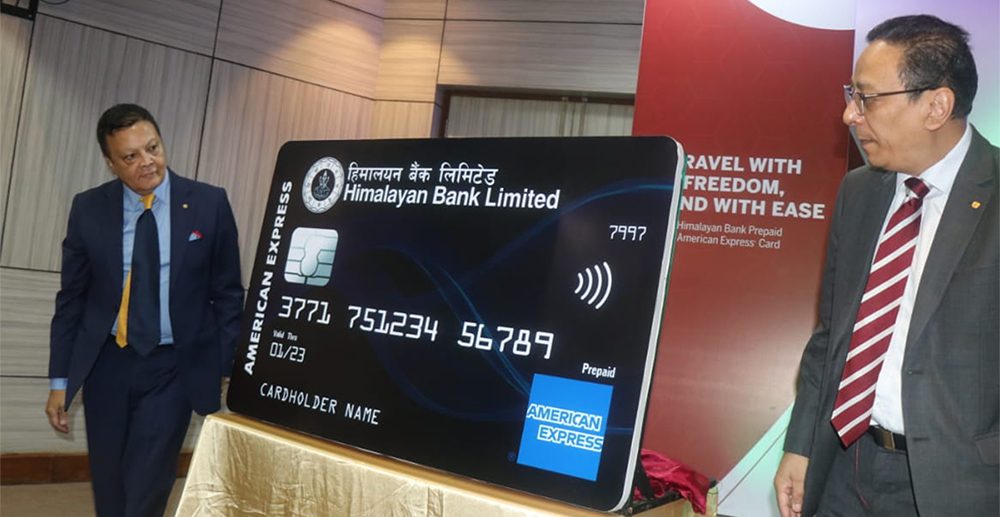 हिमालयन बैंक लिमिटेड
Himalayan Bank Limited
AMERICAN EXPRESS
7997
3771 751234 56789
Valid Thru
01/23
CARDHOLDER NAME
Prepaid
AMERICAN
EXPRESS
®
RAVEL WITH
FREEDOM,
ND WITH EASE
Himalayan Bank Prepaid
American Express® Card